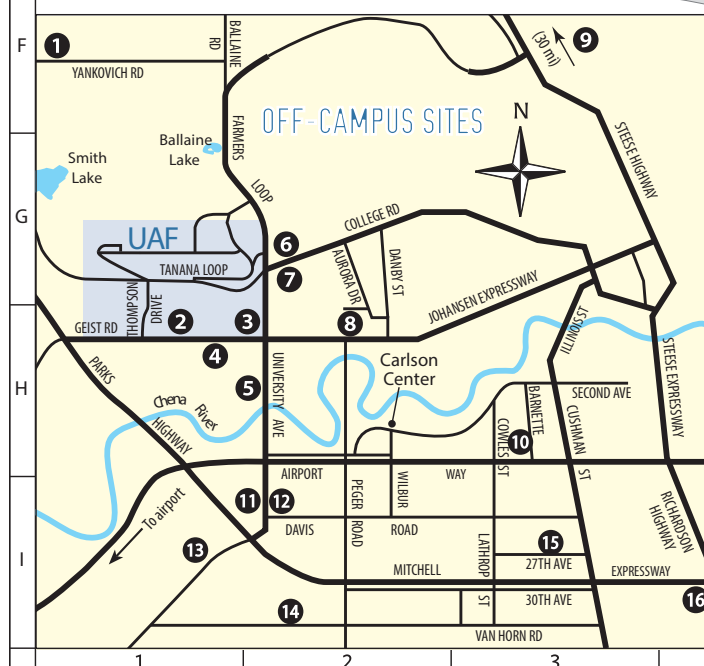 F
1
YANKOVICH RD
BALLAINE
RD
9
(30 mi)
OFF-CAMPUS SITES
N
FARMERS
LOOP
Ballaine
Lake
Smith
Lake
STEESE HIGHWAY
G
UAF
TANANA LOOP
6
7
COLLEGE RD
AURORA DR
DANBY ST
JOHANSEN EXPRESSWAY
THOMPSON
DRIVE
2
3
8
GEIST RD
ILLINOIS ST
4
PARKS
HIGHWAY
UNIVERSITY AVE
5
Carlson
Center
STEESE EXPRESSWAY
H
Chena
River
SECOND AVE
BARNETTE
COWLES ST
10
CUSHMAN
ST
AIRPORT
WAY
11
12
PEGER
ROAD
WILBUR
RICHARDSON
HIGHWAY
To airport
DAVIS
ROAD
13
LATHROP
ST
15
27TH AVE
I
MITCHELL
EXPRESSWAY
30TH AVE
16
14
VAN HORN RD
1
2
3